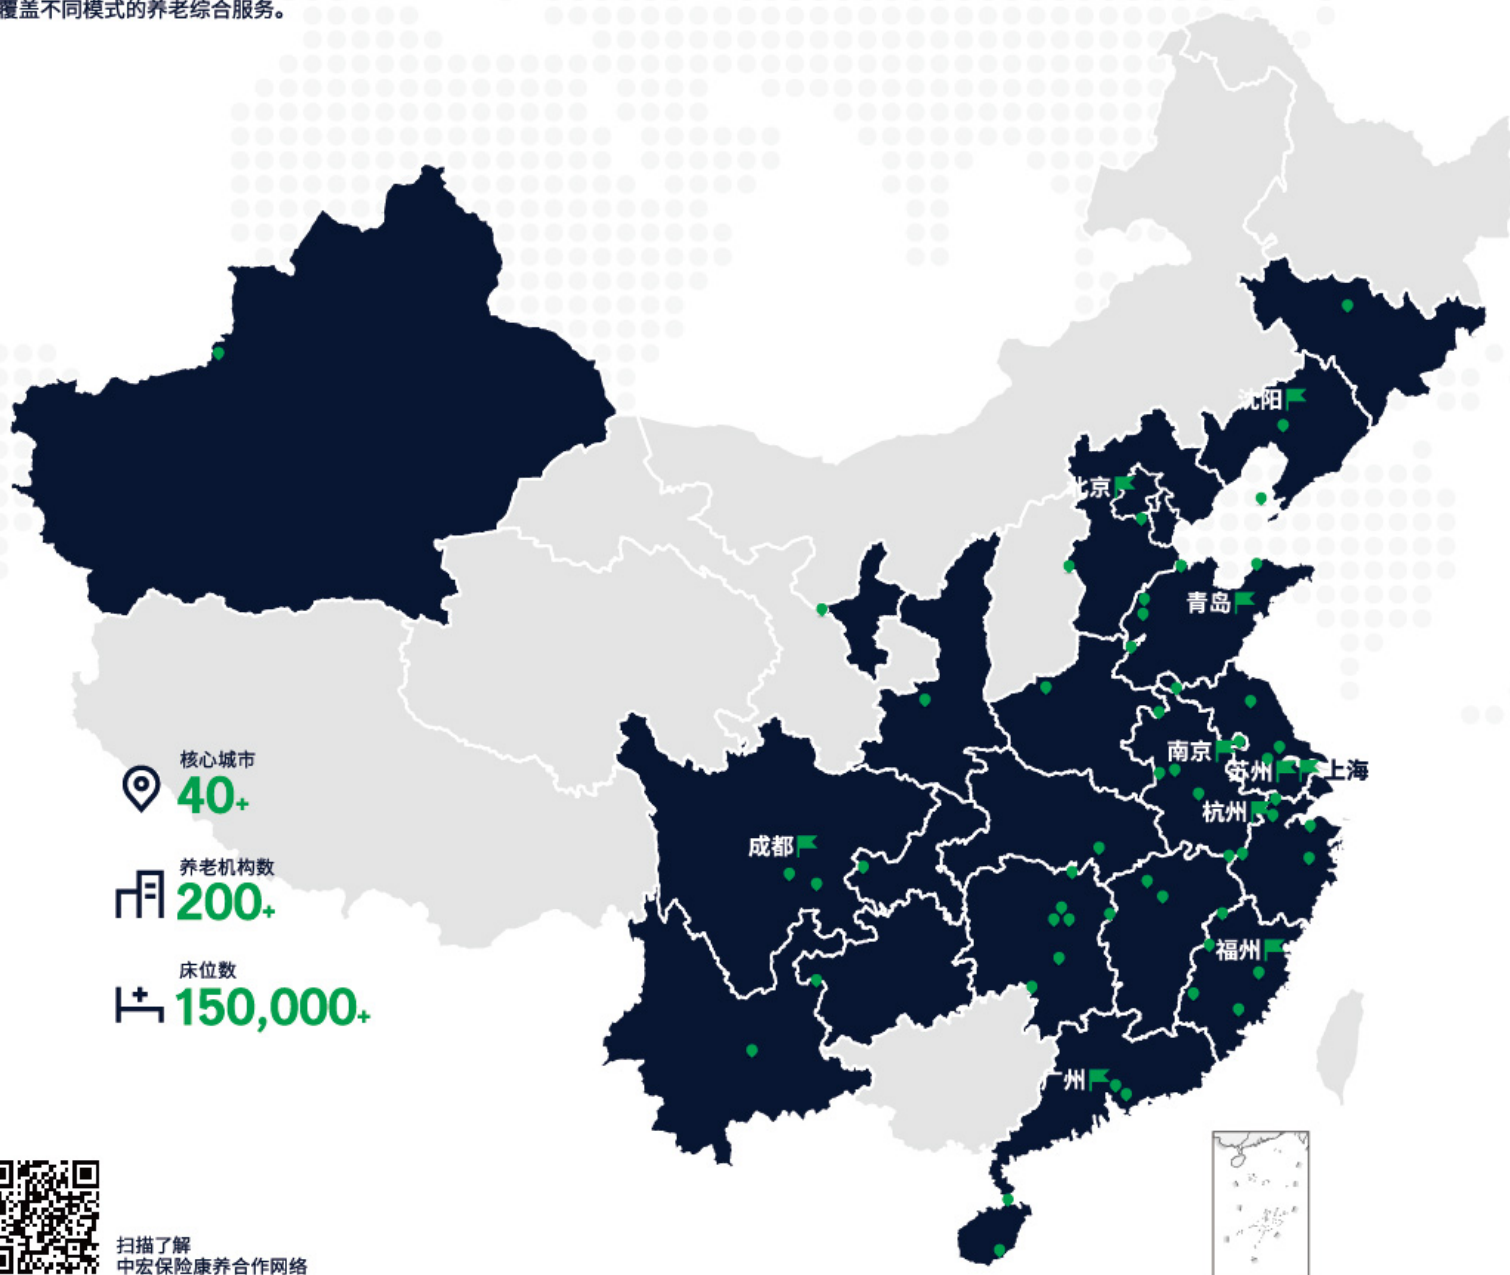 覆盖不同模式的养老综合服务。
沈阳
北京
青岛
南京
苏州
上海
杭州
成都
福州
广州
核心城市
40+
养老机构数
200+
床位数
150,000+
扫描了解
中宏保险康养合作网络